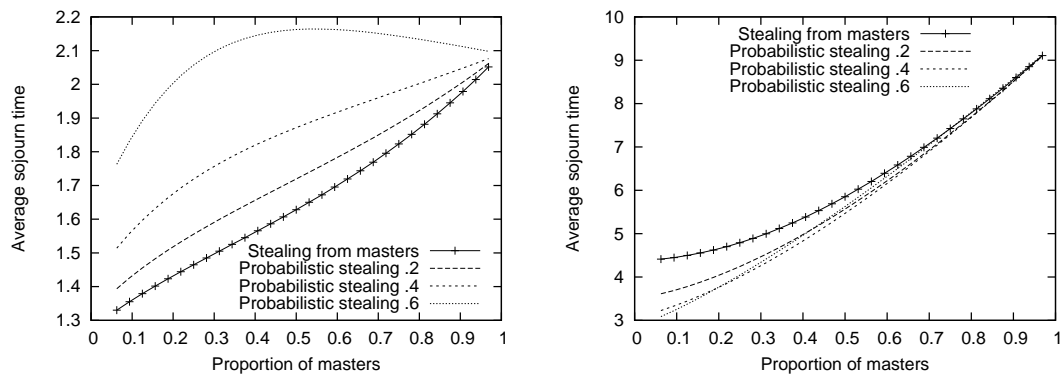 Average sojourn time
2.2
2.1
2
1.9
1.8
1.7
1.6
1.5
1.4
1.3
Stealing from masters
Probabilistic stealing .2
Probabilistic stealing .4
Probabilistic stealing .6
0 0.1 0.2 0.3 0.4 0.5 0.6 0.7 0.8 0.9 1
Proportion of masters
Average sojourn time
10
9
8
7
6
5
4
3
Stealing from masters
Probabilistic stealing .2
Probabilistic stealing .4
Probabilistic stealing .6
0 0.1 0.2 0.3 0.4 0.5 0.6 0.7 0.8 0.9 1
Proportion of masters